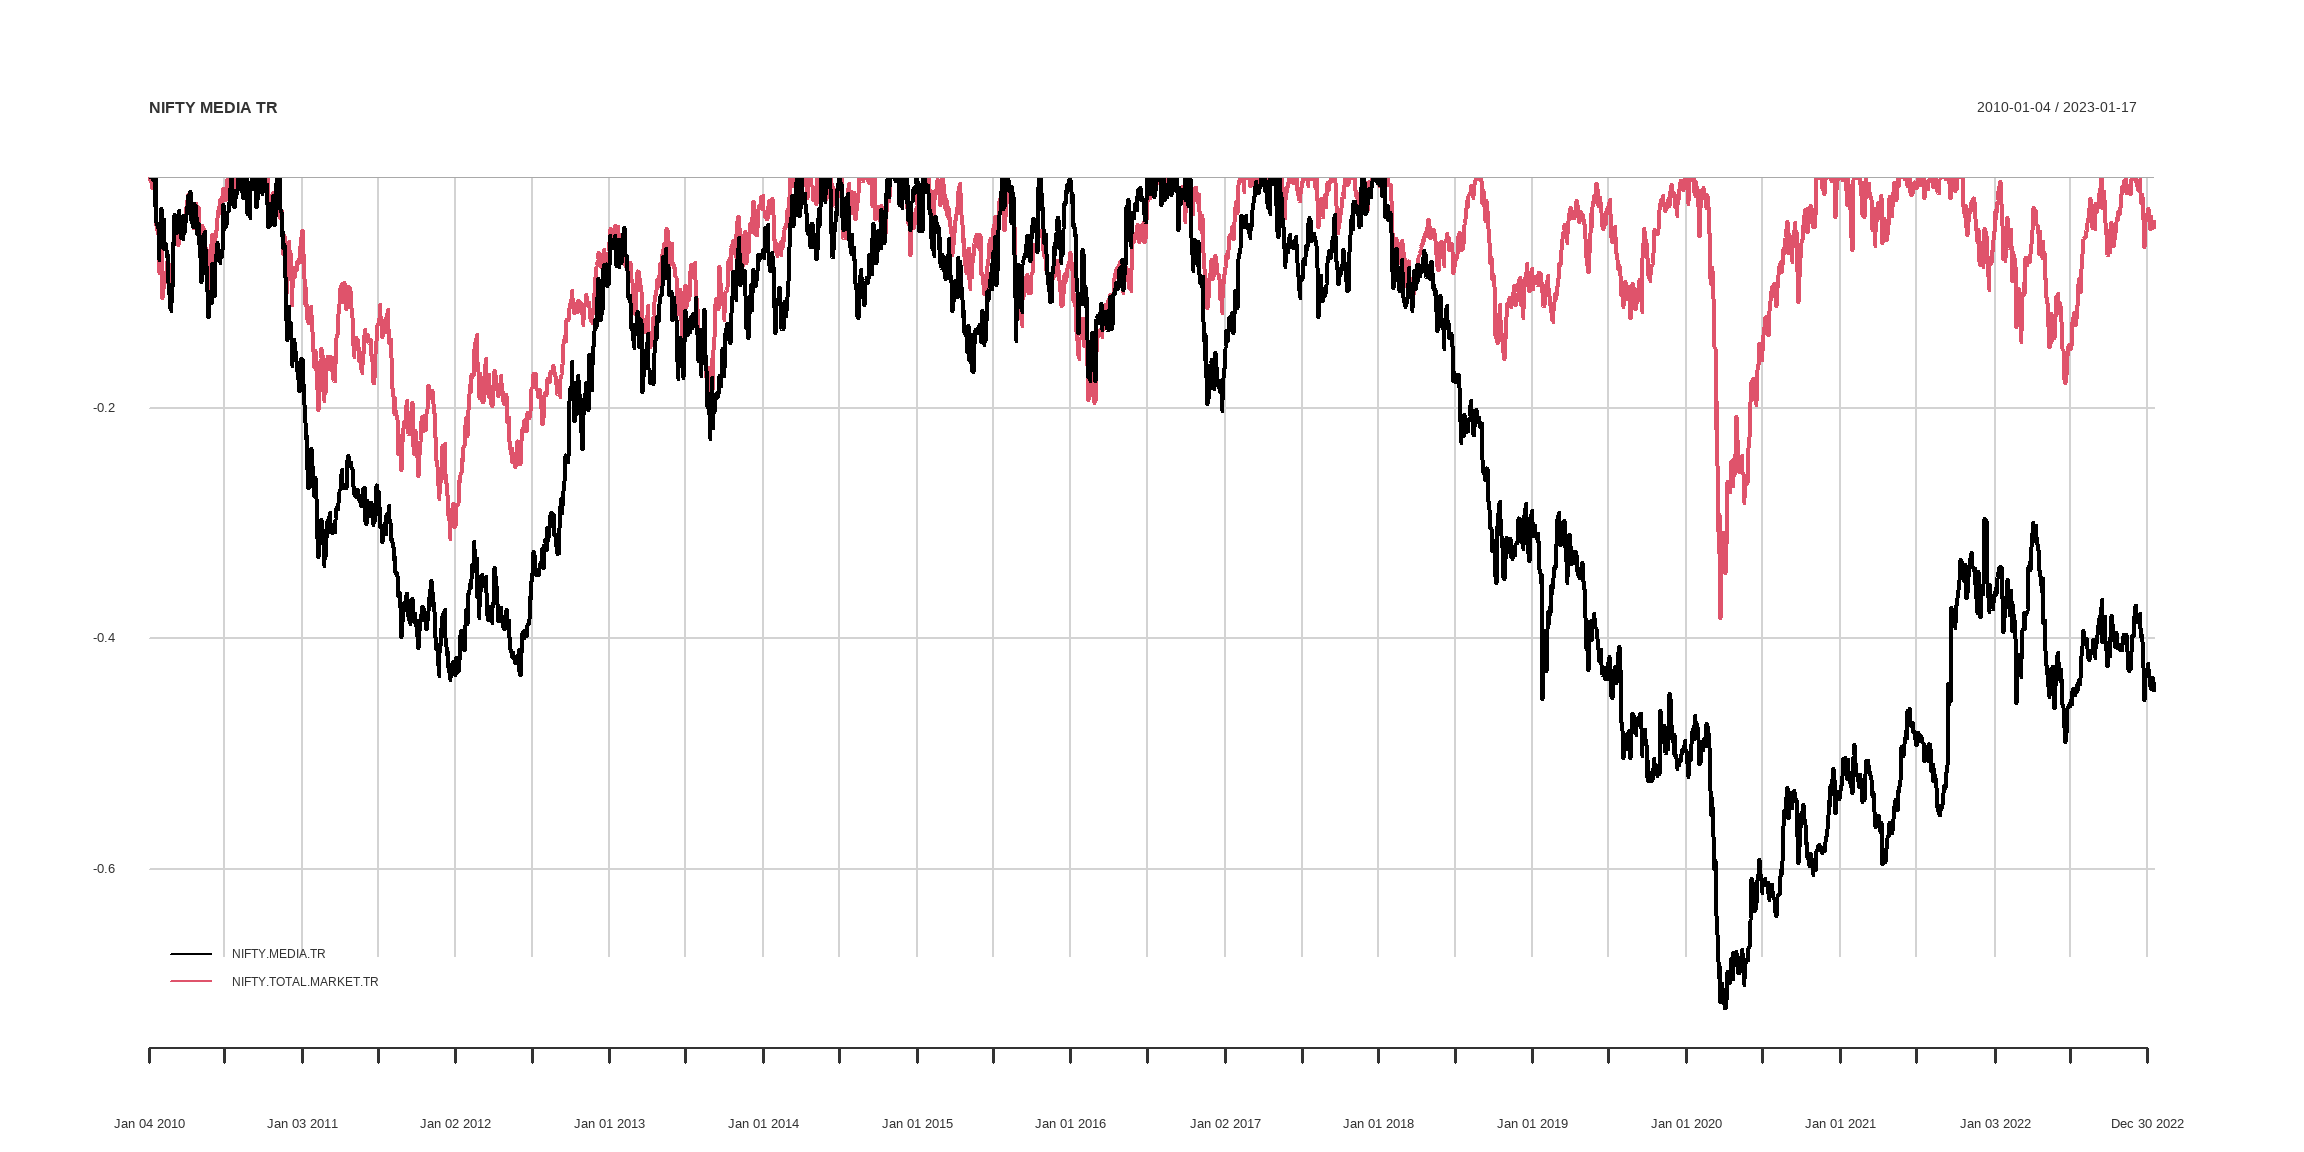 NIFTY MEDIA TR
2010-01-04 / 2023-01-17
-0.2
-0.4
-0.6
NIFTY.MEDIA.TR
NIFTY.TOTAL.MARKET.TR
Jan 04 2010 Jan 03 2011 Jan 02 2012 Jan 01 2013 Jan 01 2014 Jan 01 2015 Jan 01 2016 Jan 02 2017 Jan 01 2018 Jan 01 2019 Jan 01 2020 Jan 01 2021 Jan 03 2022 Dec 30 2022